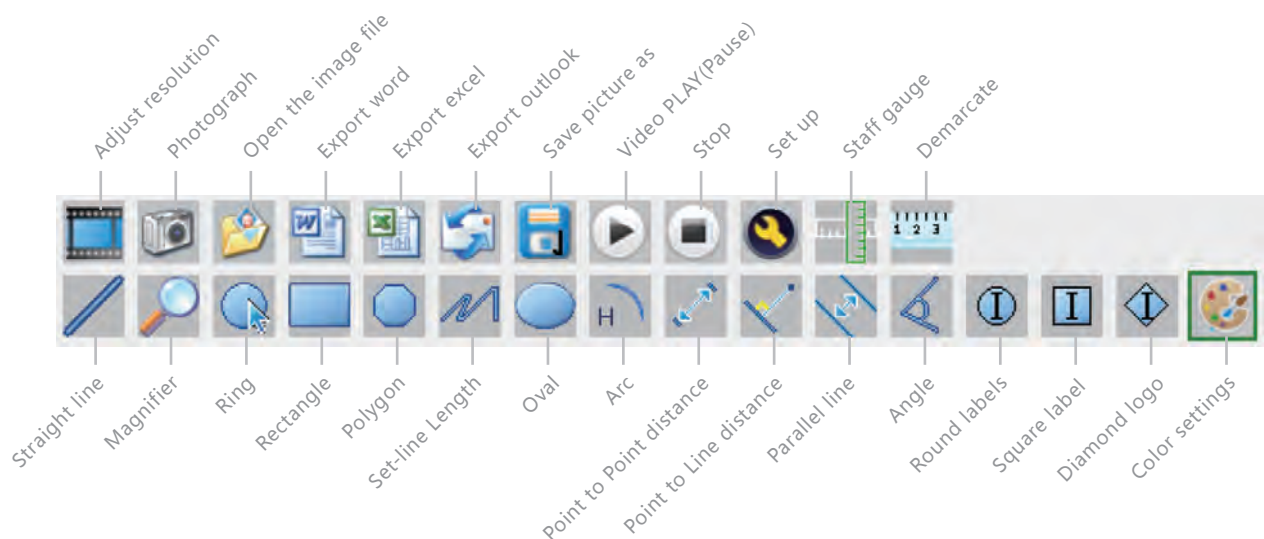 Adjust resolution
Photograph
Open the image file
Export word
Export excel
Export outlook
Save picture as
Video PLAY(Pause)
Stop
Set up
Staff gauge
Demarcate
W
X
1 2 3
H
I
I
I
Straight line
Magnifier
Ring
Rectangle
Polygon
Set-line Length
Oval
Arc
Point to Point distance
Point to Line distance
Parallel line
Angle
Round labels
Square label
Diamond logo
Color settings